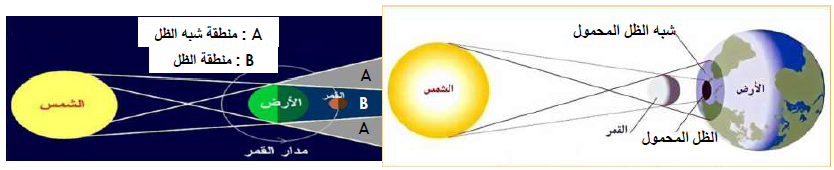 A : منطقة شبه الظل
B : منطقة الظل
A
الشمس
الأرض
القمر
B
A
مدار القمر
شبه الظل المحمول
الشمس
الأرض
القمر
الظل المحمول